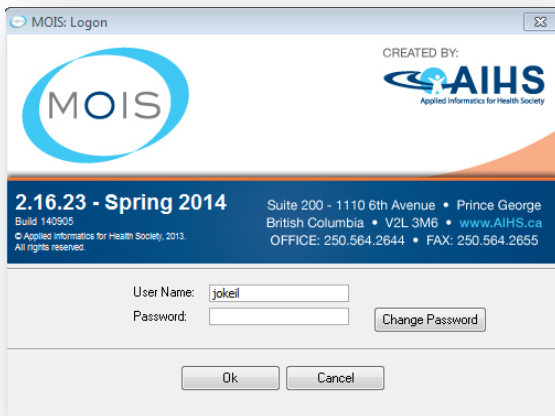 MOIS: Logon
CREATED BY:
MOIS
AIHS
Applied Informatics for Health Society
2.16.23 - Spring 2014
Build 140905
© Applied Informatics for Health Society, 2013.
All rights reserved.
Suite 200 - 1110 6th Avenue • Prince George
British Columbia • V2L 3M6 • www.AIHS.ca
OFFICE: 250.564.2644 • FAX: 250.564.2655
User Name: jokeil
Password:
Change Password
Ok Cancel